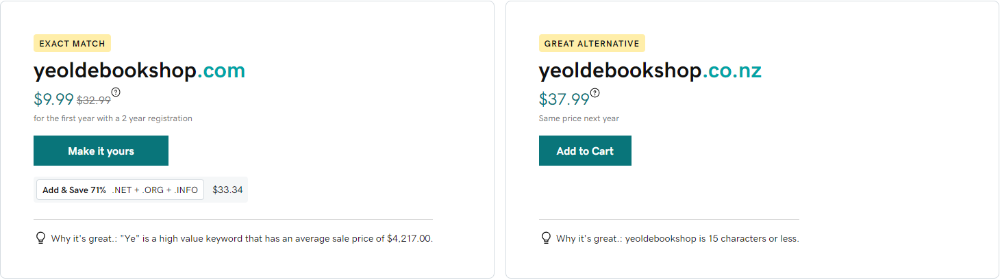 EXACT MATCH
yeoldebookshop.com
$9.99 $32.99 ?
for the first year with a 2 year registration
Make it yours
Add & Save 71% .NET + .ORG + .INFO $33.34
Why it's great.: "Ye" is a high value keyword that has an average sale price of $4,217.00.
GREAT ALTERNATIVE
yeoldebookshop.co.nz
$37.99 ?
Same price next year
Add to Cart
Why it's great.: yeoldebookshop is 15 characters or less.